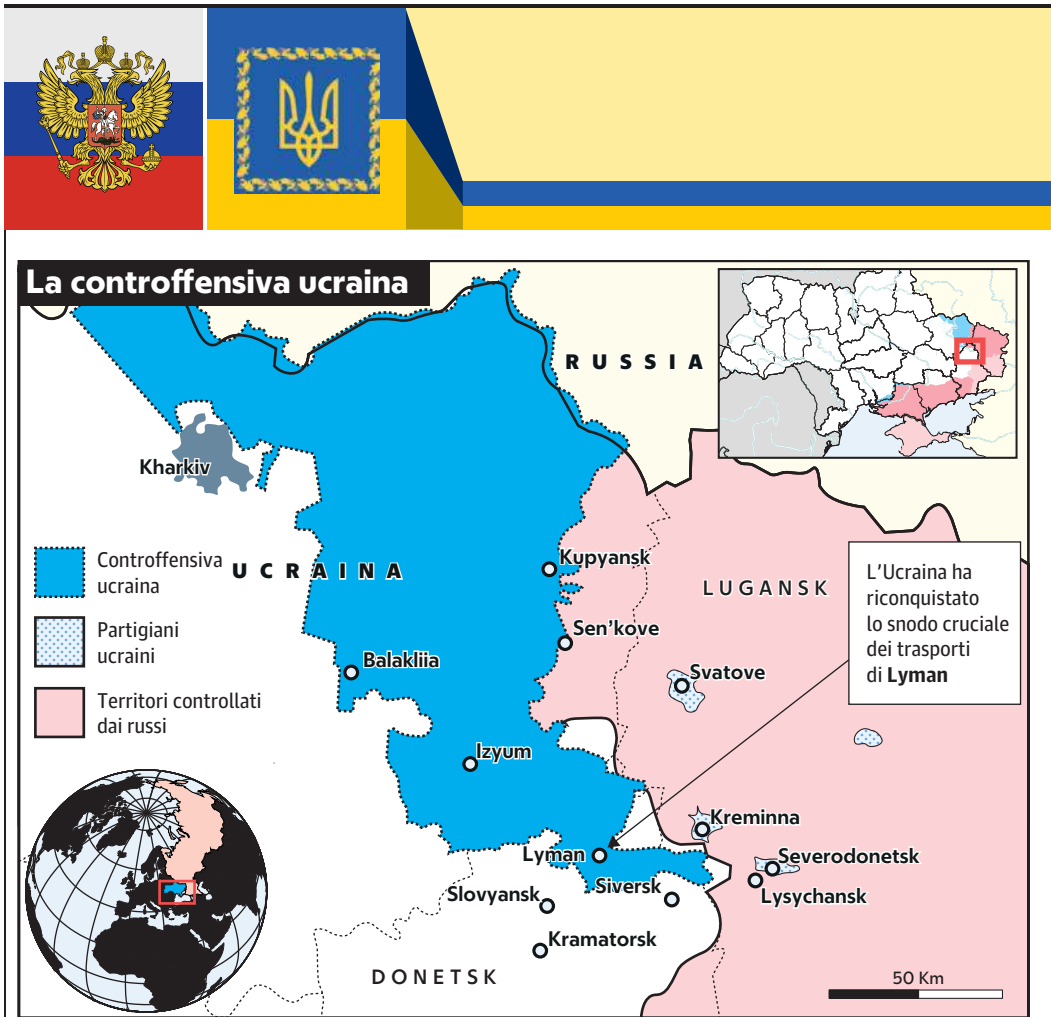 La controffensiva ucraina
RUSSIA
Kharkiv
Controffensiva
ucraina
Partigiani
ucraini
Territori controllati
dai russi
UCRAINA
Kupyansk
LUGANSK
L'Ucraina ha
riconquistato
lo snodo cruciale
dei trasporti
di Lyman
Sen'kove
Balakliia
Svatove
Izyum
Kreminna
Lyman
Severodonetsk
Siversk
Lysychansk
Slovyansk
Kramatorsk
DONETSK
50 Km